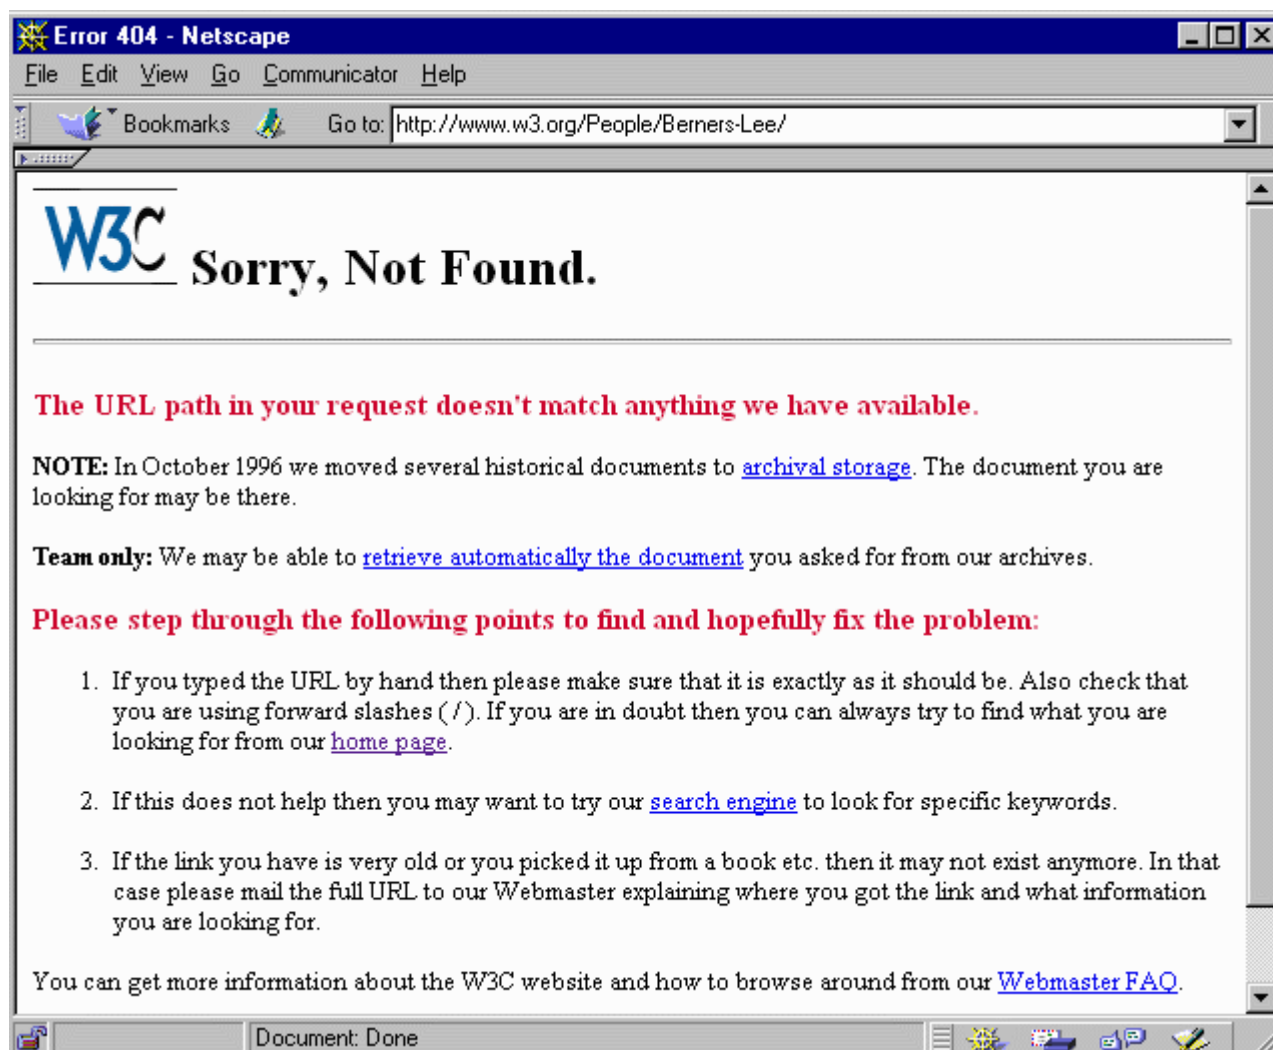 Error 404 - Netscape
File Edit View Go Communicator Help
Bookmarks Go to: http://www.w3.org/People/Berners-Lee/
W3C Sorry, Not Found.
The URL path in your request doesn't match anything we have available.
NOTE: In October 1996 we moved several historical documents to archival storage. The document you are
looking for may be there.
Team only: We may be able to retrieve automatically the document you asked for from our archives.
Please step through the following points to find and hopefully fix the problem:
1. If you typed the URL by hand then please make sure that it is exactly as it should be. Also check that
you are using forward slashes ( / ). If you are in doubt then you can always try to find what you are
looking for from our home page.
2. If this does not help then you may want to try our search engine to look for specific keywords.
3. If the link you have is very old or you picked it up from a book etc. then it may not exist anymore. In that
case please mail the full URL to our Webmaster explaining where you got the link and what information
you are looking for.
You can get more information about the W3C website and how to browse around from our Webmaster FAQ.
Document: Done